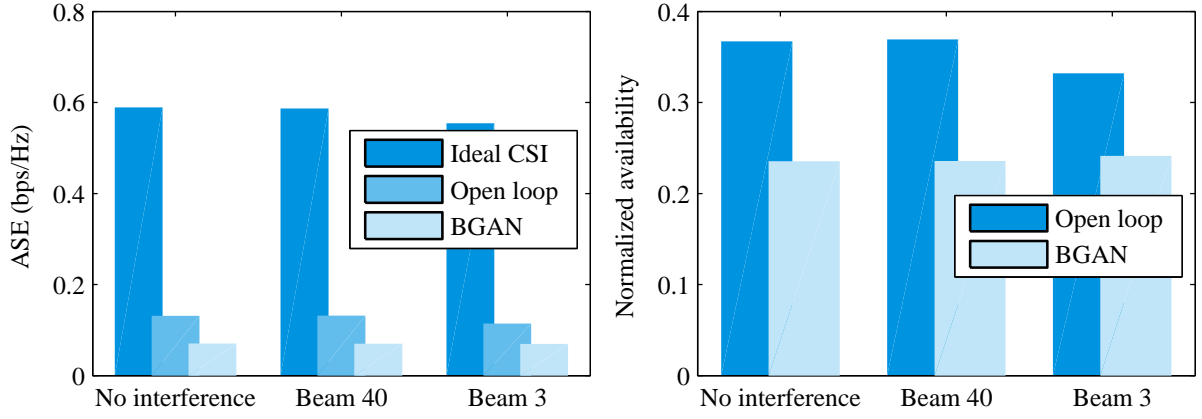 ASE (bps/Hz)
0.8
0.6
0.4
0.2
0
Ideal CSI
Open loop
BGAN
No interference
Beam 40
Beam 3
Normalized availability
0.4
0.3
0.2
0.1
0
Open loop
BGAN
No interference
Beam 40
Beam 3